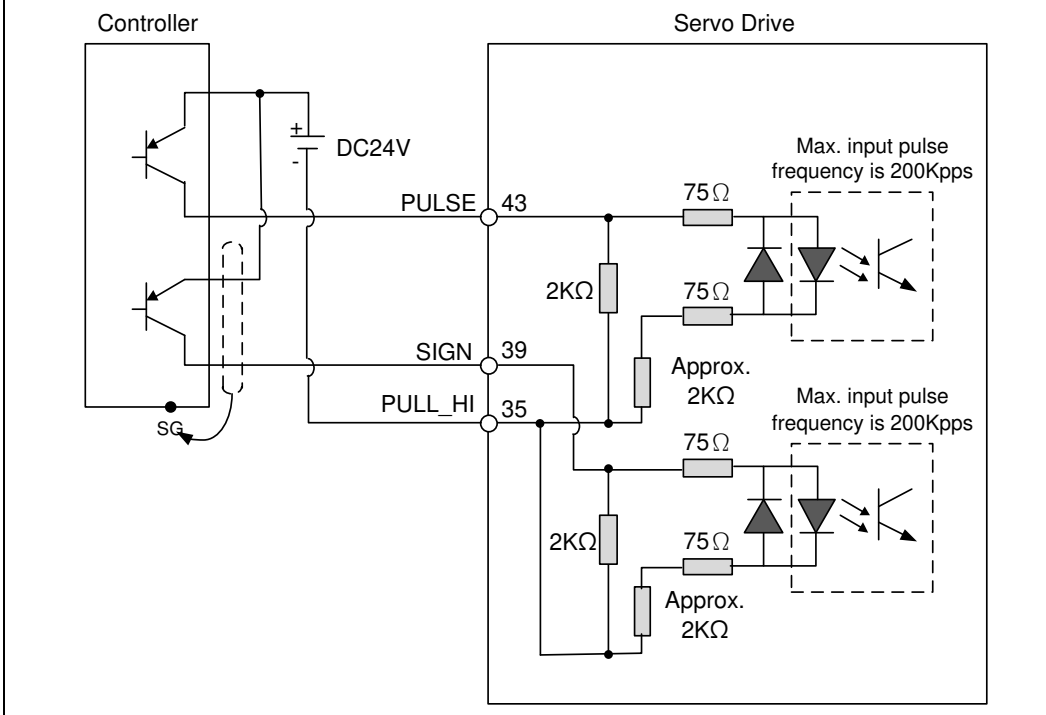 Controller
Servo Drive
+
-
DC24V
Max. input pulse
frequency is 200Kpps
PULSE
43
75Ω
2KΩ
75Ω
SIGN
39
Approx.
2KΩ
PULL_HI
35
SG
Max. input pulse
frequency is 200Kpps
75Ω
2KΩ
75Ω
Approx.
2KΩ